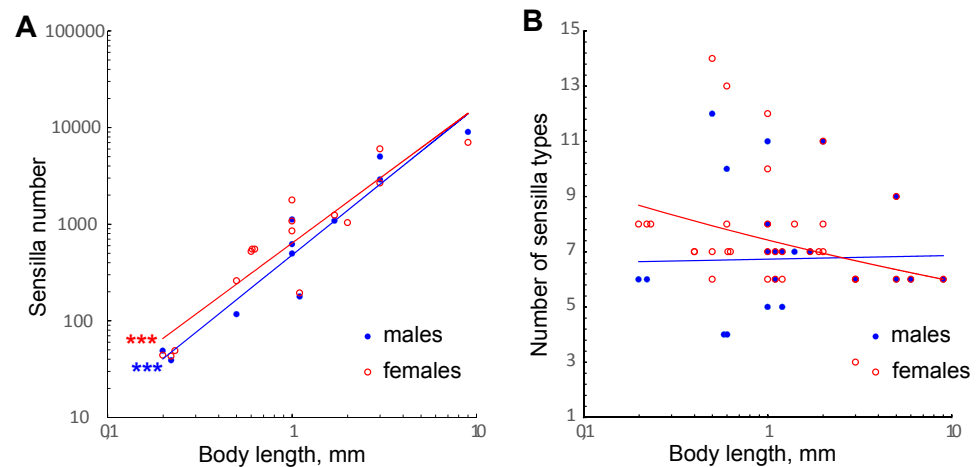 A
100000
10000
1000
100
10
0,1
1
10
Sensilla number
Body length, mm
***
***
males
females
B
15
13
11
9
7
5
3
1
0,1
1
10
Number of sensilla types
Body length, mm
males
females